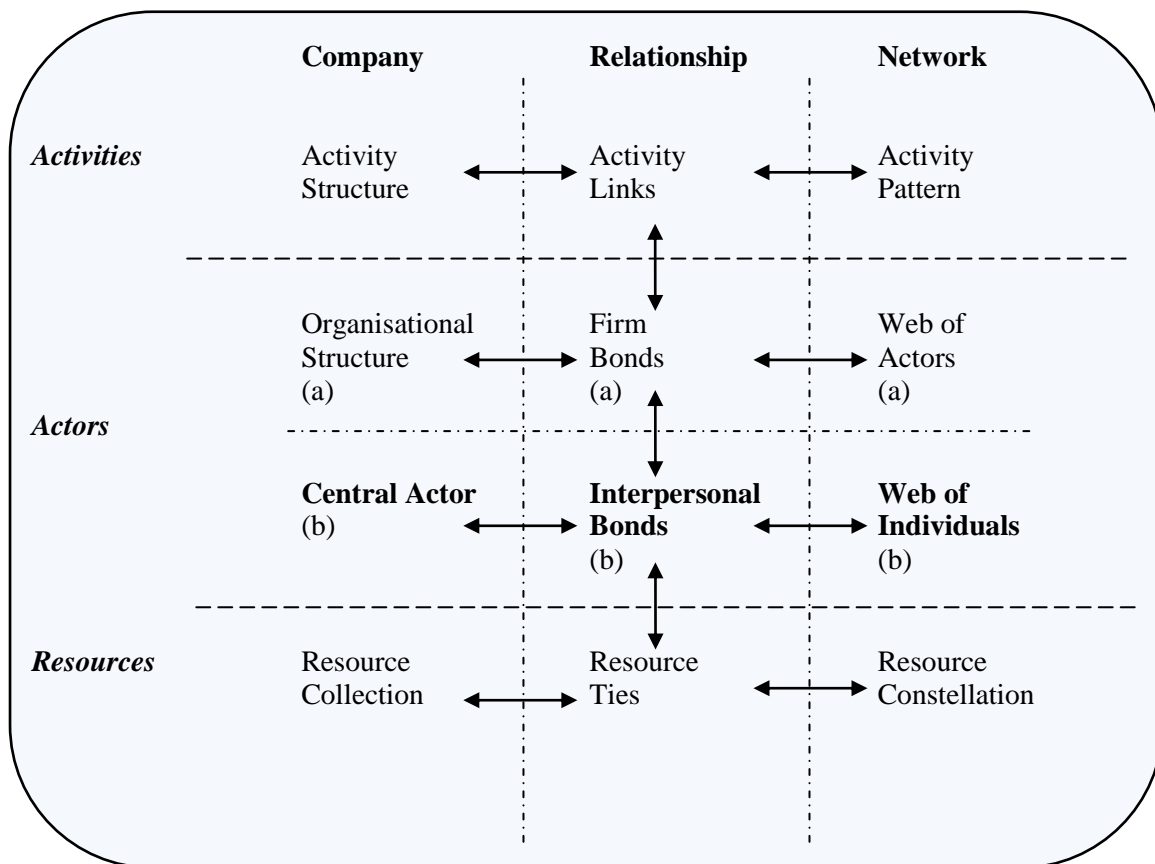 Company Relationship Network
Activities Activity Activity Activity
Structure Links Pattern
Organisational Firm Web of
Structure Bonds Actors
(a) (a) (a)
Actors
Central Actor Interpersonal Web of
(b) Bonds Individuals
(b) (b)
Resources Resource Resource Resource
Collection Ties Constellation